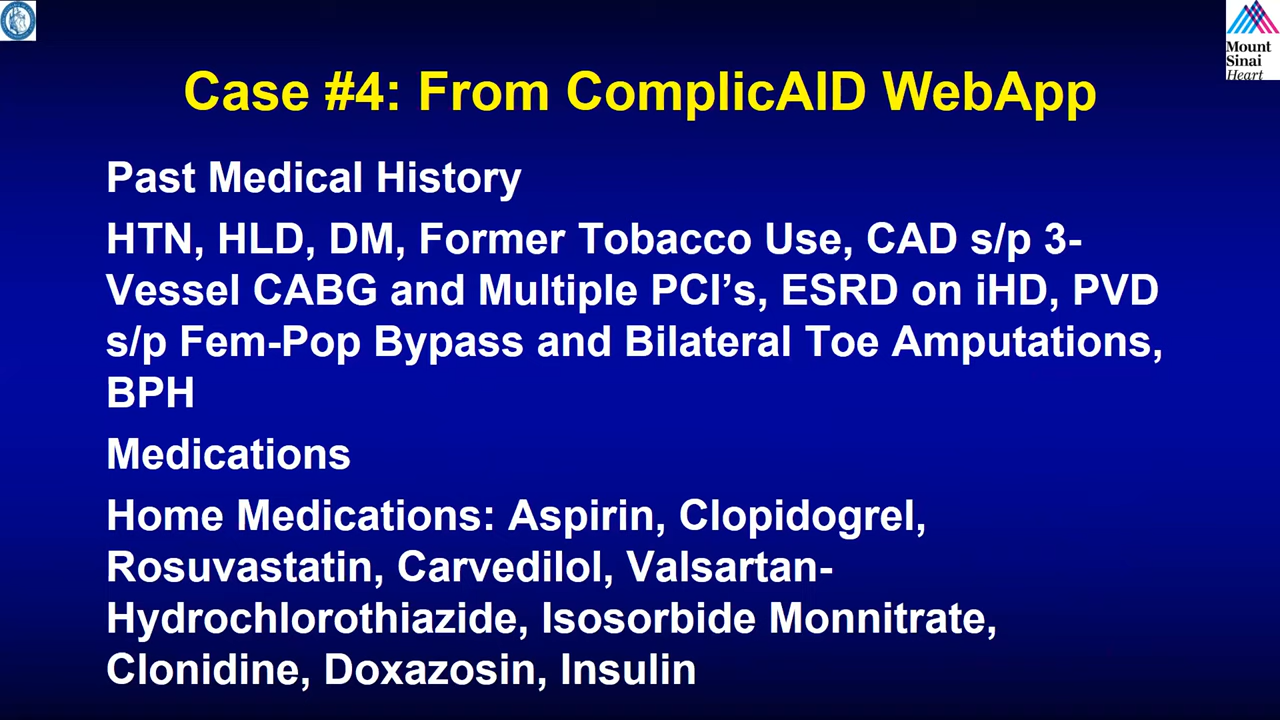 Mount
Sinai
Heart
Case #4: From ComplicAID WebApp
Past Medical History
HTN, HLD, DM, Former Tobacco Use, CAD s/p 3-
Vessel CABG and Multiple PCI’s, ESRD on iHD, PVD
s/p Fem-Pop Bypass and Bilateral Toe Amputations,
BPH
Medications
Home Medications: Aspirin, Clopidogrel,
Rosuvastatin, Carvedilol, Valsartan-
Hydrochlorothiazide, Isosorbide Monnitrate,
Clonidine, Doxazosin, Insulin